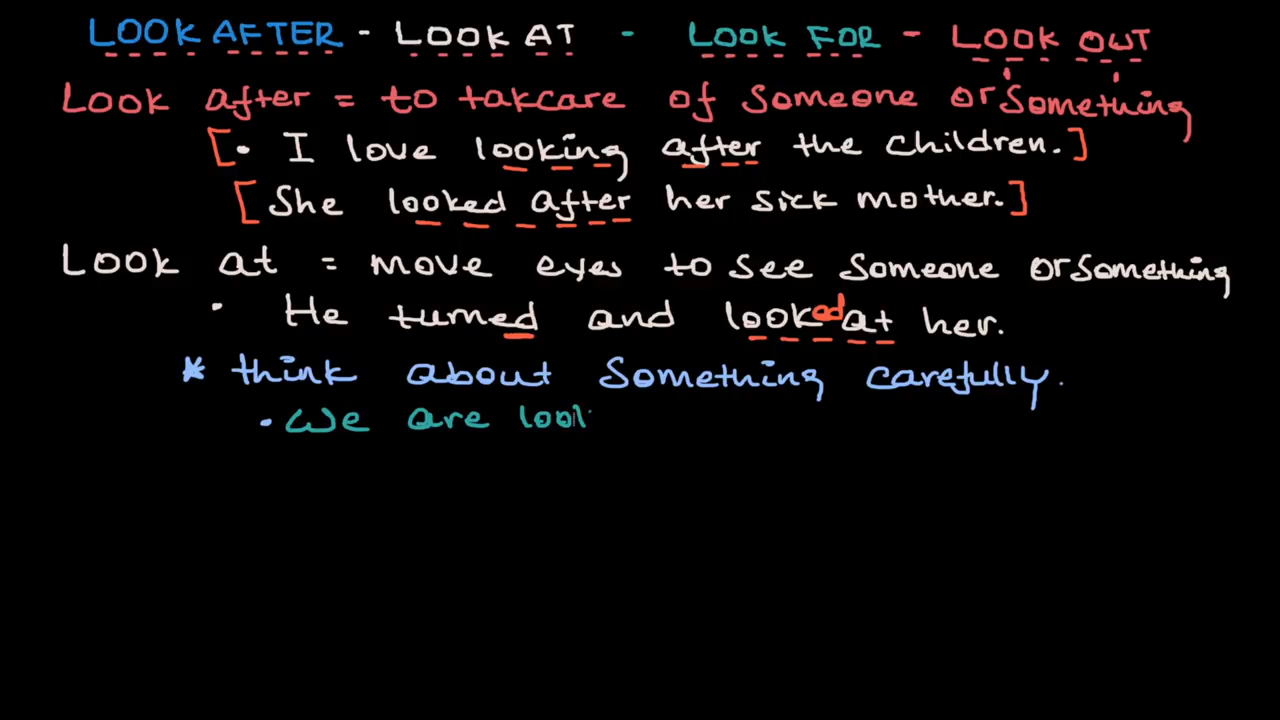 LOOK AFTER - LOOK AT - LOOK FOR - LOOK OUT
Look after = to takcare of someone or something
[• I love looking after the children.]
[She looked after her sick mother.]
Look at = move eyes to see someone or something
• He turned and looked at her.
* think about something carefully.
• We are look